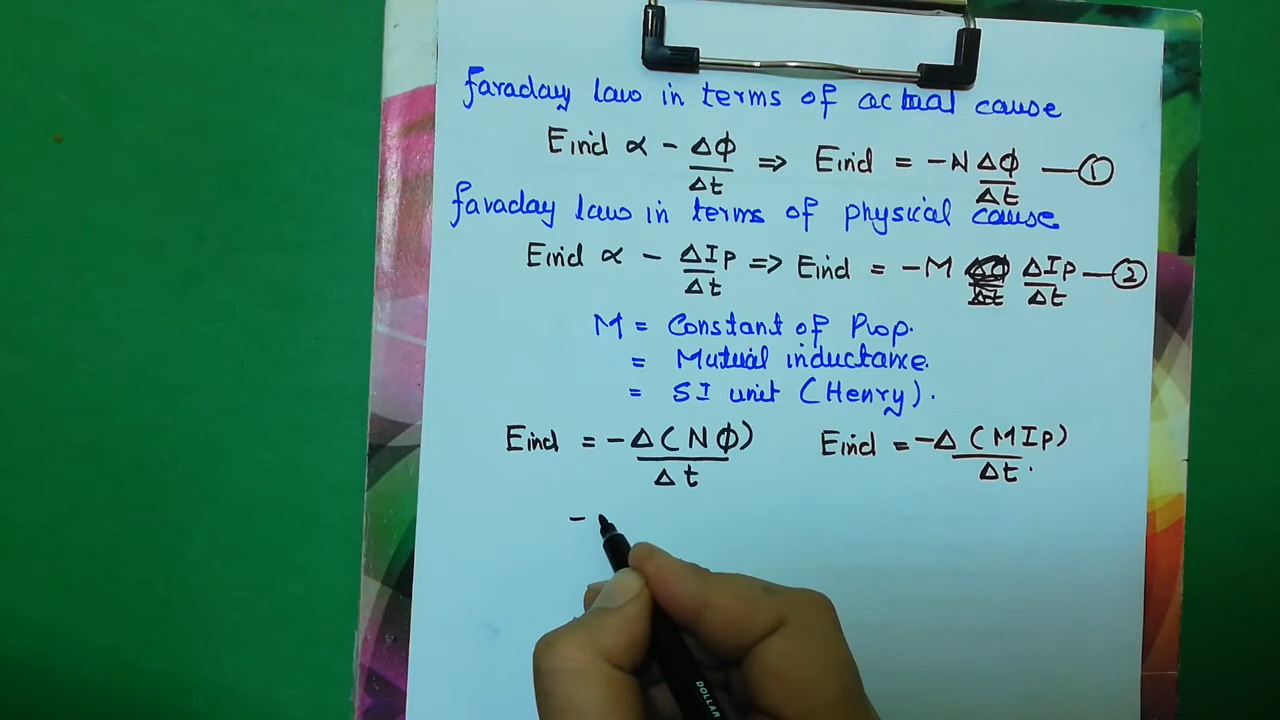 faraday law in terms of actual cause
Eind ∝ - ΔΦ/Δt ⇒ Eind = -N ΔΦ/Δt —①
faraday law in terms of physical cause
Eind ∝ - ΔIp/Δt ⇒ Eind = -M ΔIp/Δt —②
M = Constant of Prop.
= Mutual inductance.
= SI unit (Henry).
Eind = -Δ(NΦ)/Δt Eind = -Δ(MIp)/Δt.
-
DOLLAR